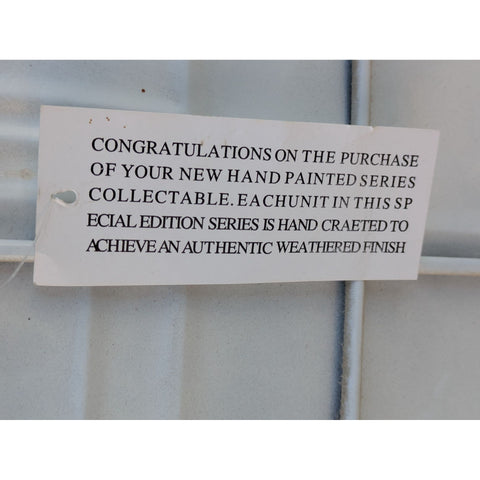 CONGRATULATIONS ON THE PURCHASE
OF YOUR NEW HAND PAINTED SERIES
COLLECTABLE. EACHUNIT IN THIS SP
ECIAL EDITION SERIES IS HAND CRAETED TO
ACHIEVE AN AUTHENTIC WEATHERED FINISH